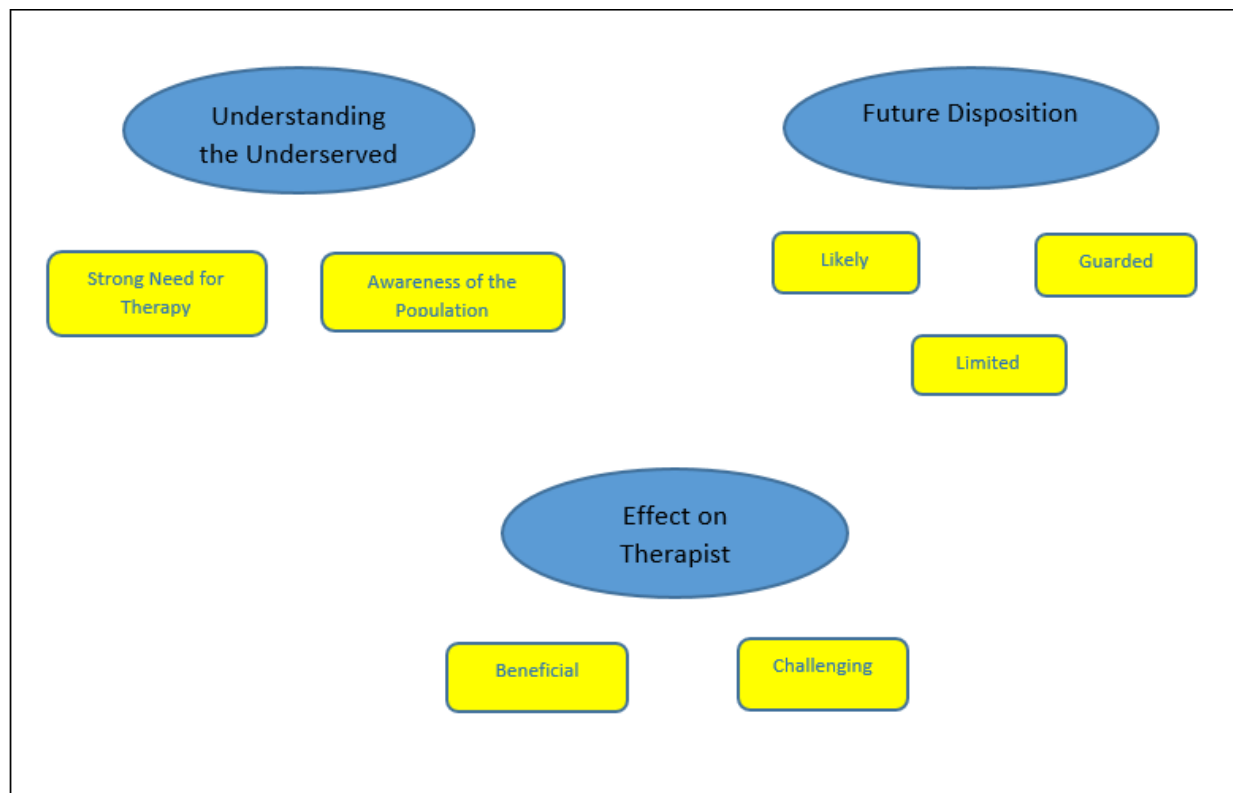 Understanding
the Underserved
Future Disposition
Strong Need for
Therapy
Awareness of the
Population
Likely
Guarded
Limited
Effect on
Therapist
Beneficial
Challenging